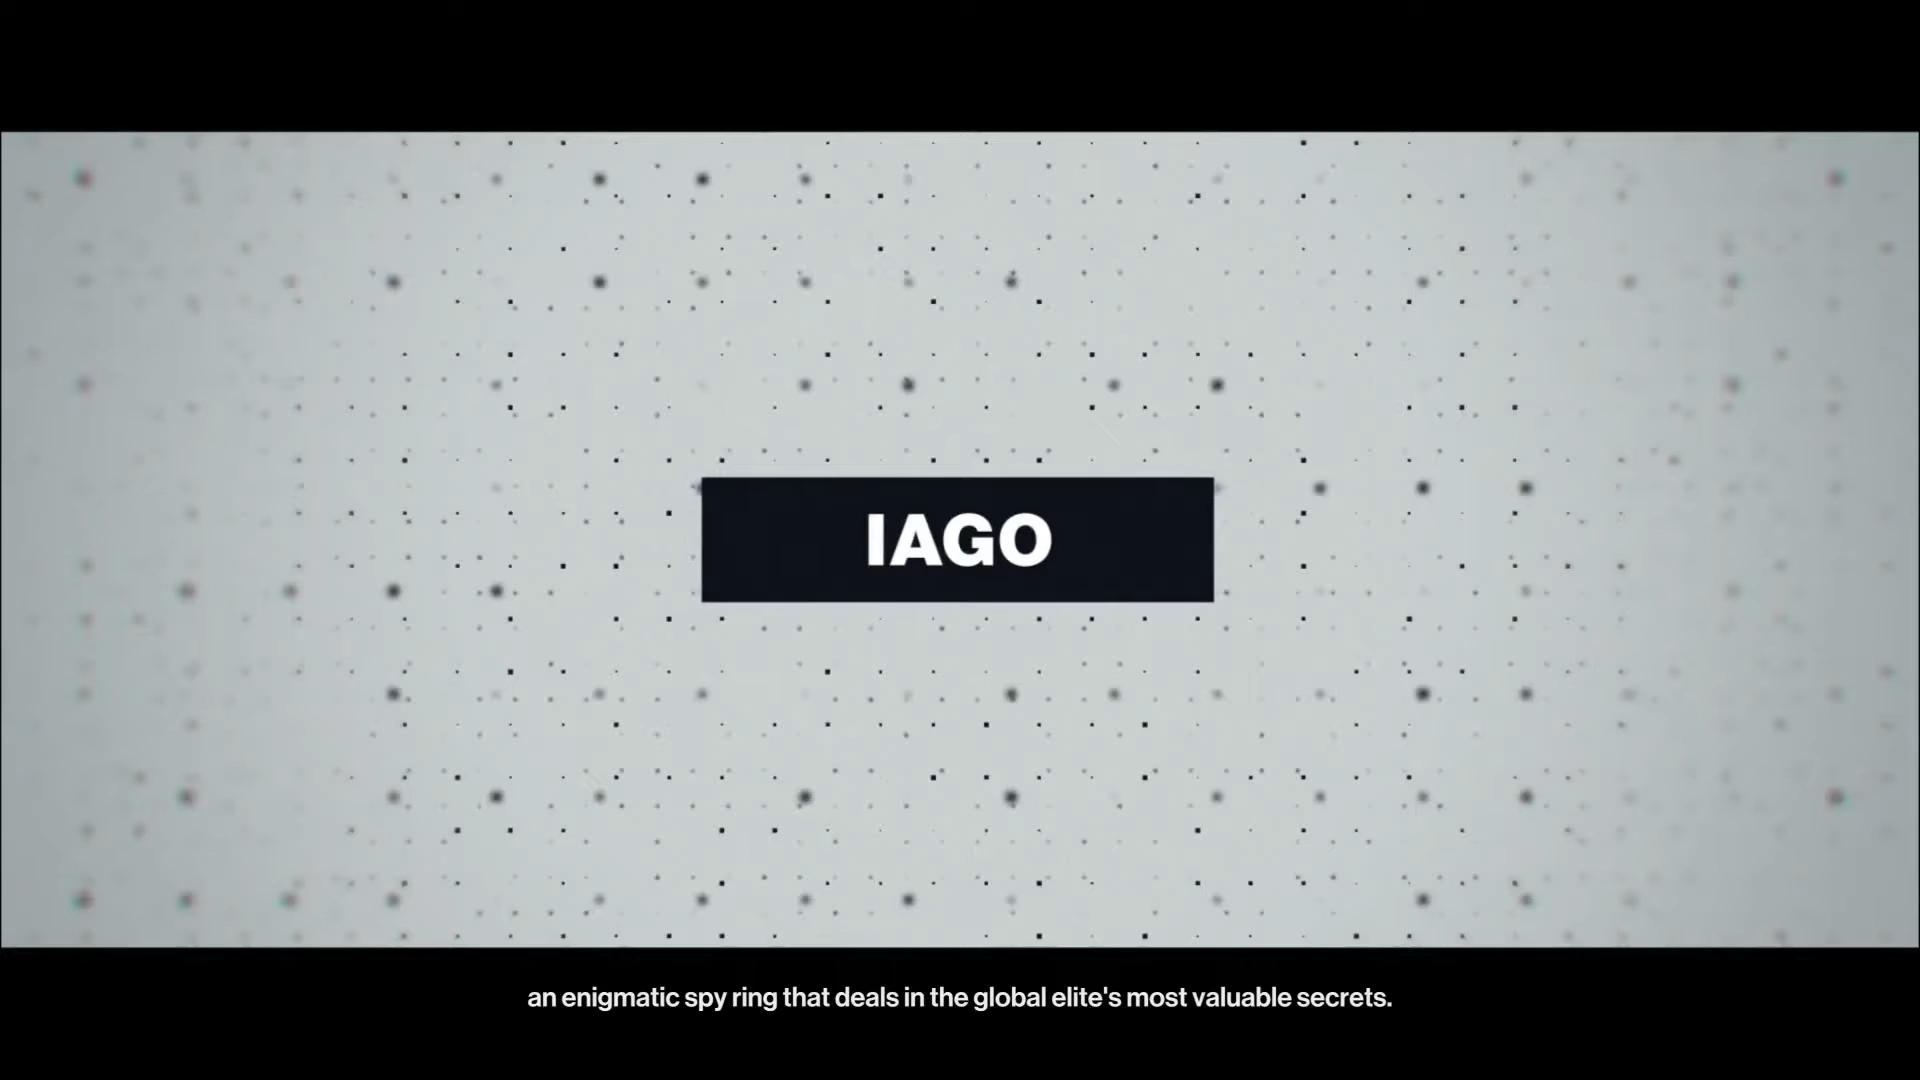 IAGO
an enigmatic spy ring that deals in the global elite's most valuable secrets.